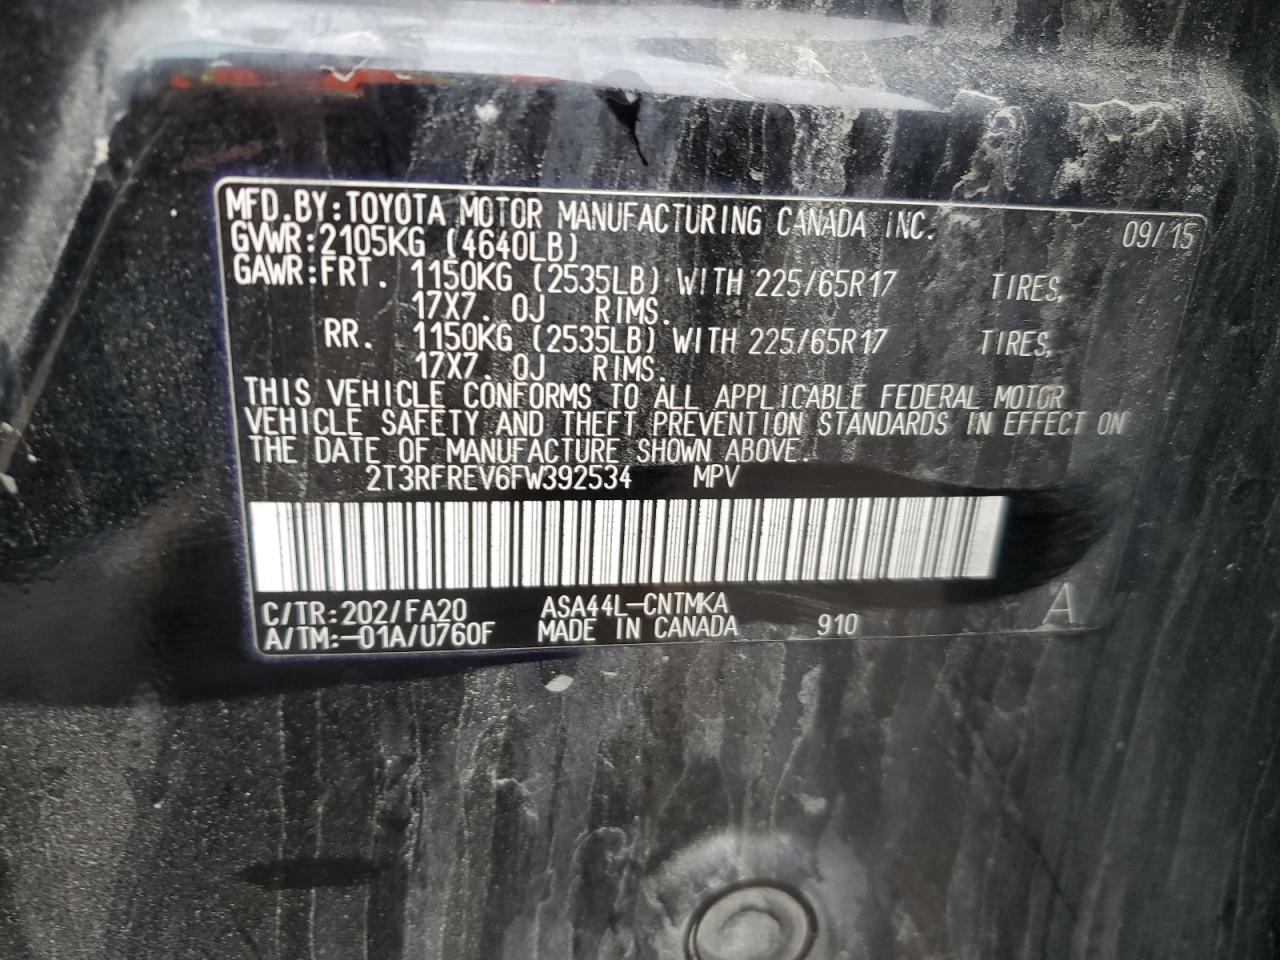 MFD.BY:TOYOTA MOTOR MANUFACTURING CANADA INC. 09/15
GVWR:2105KG (4640LB)
GAWR:FRT. 1150KG (2535LB) WITH 225/65R17 TIRES,
17X7.0J RIMS.
RR. 1150KG (2535LB) WITH 225/65R17 TIRES,
17X7.0J RIMS.
THIS VEHICLE CONFORMS TO ALL APPLICABLE FEDERAL MOTOR
VEHICLE SAFETY AND THEFT PREVENTION STANDARDS IN EFFECT ON
THE DATE OF MANUFACTURE SHOWN ABOVE.
2T3RFREV6FW392534 MPV
C/TR:202/FA20 ASA44L-CNTMKA A
A/TM:-01A/U760F MADE IN CANADA 910